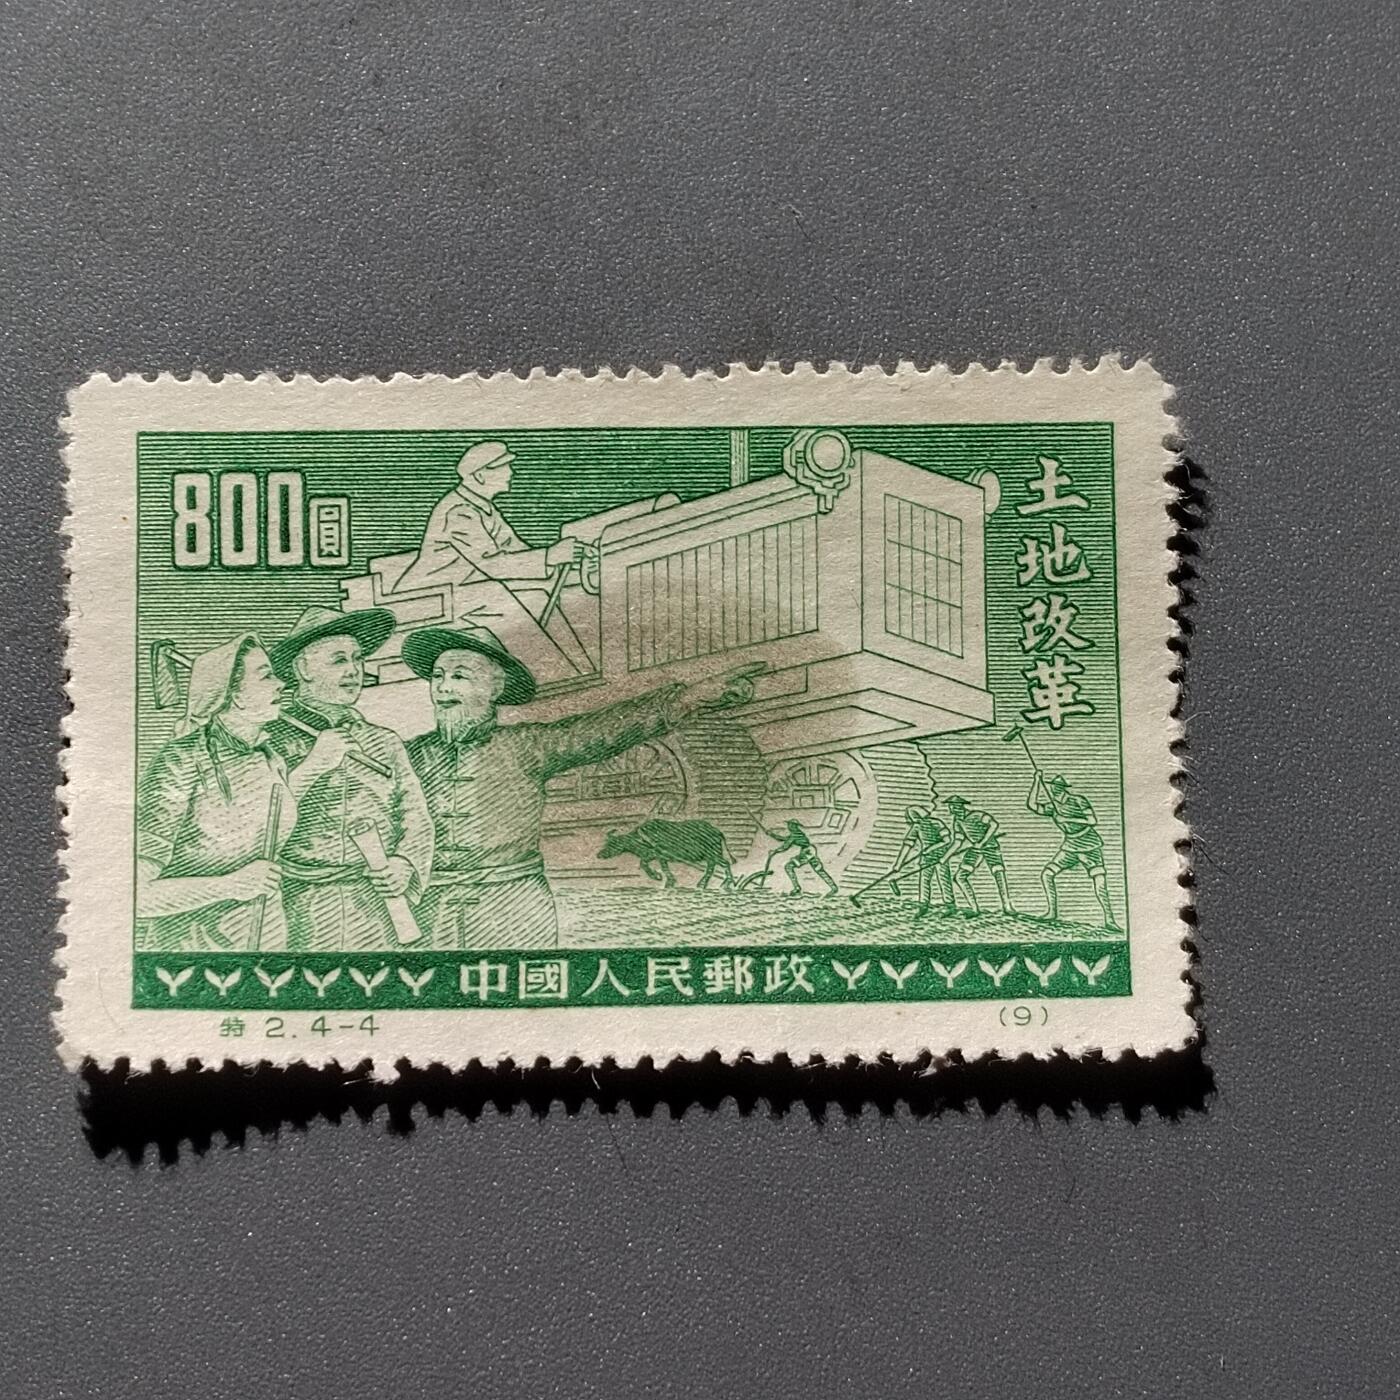 800圓
土地改革
中國人民郵政
特 2.4-4
(9)